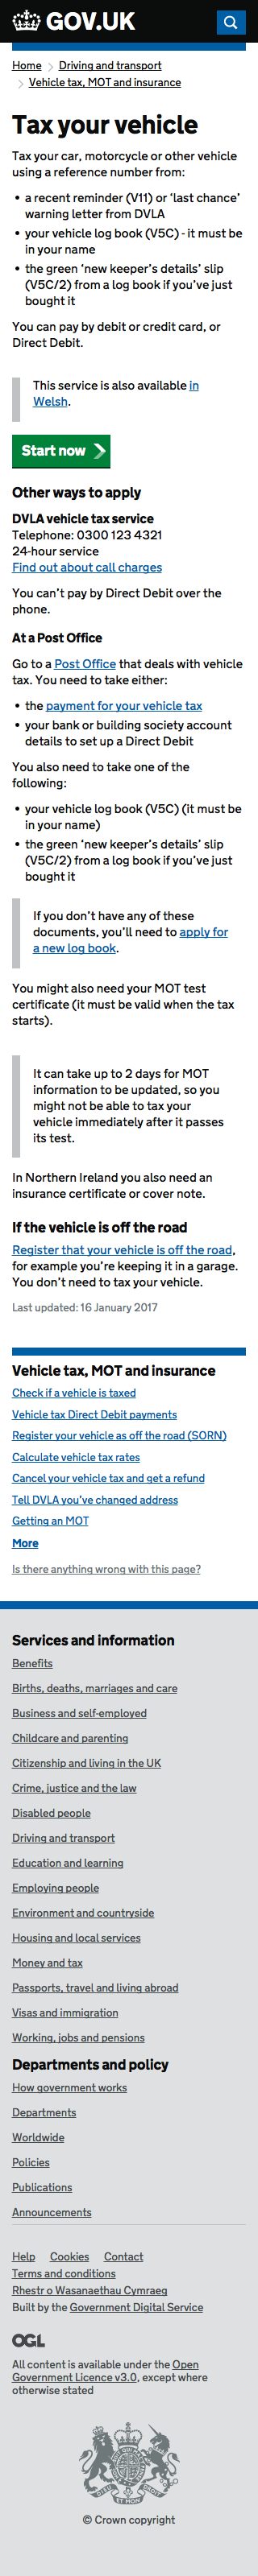 GOV.UK
Home
Driving and transport
Vehicle tax, MOT and insurance
Tax your vehicle
Tax your car, motorcycle or other vehicle
using a reference number from:
• a recent reminder (V11) or ‘last chance’
warning letter from DVLA
• your vehicle log book (V5C) - it must be
in your name
• the green ‘new keeper’s details’ slip
(V5C/2) from a log book if you’ve just
bought it
You can pay by debit or credit card, or
Direct Debit.
This service is also available in
Welsh.
Start now
Other ways to apply
DVLA vehicle tax service
Telephone: 0300 123 4321
24-hour service
Find out about call charges
You can’t pay by Direct Debit over the
phone.
At a Post Office
Go to a Post Office that deals with vehicle
tax. You need to take either:
• the payment for your vehicle tax
• your bank or building society account
details to set up a Direct Debit
You also need to take one of the
following:
• your vehicle log book (V5C) (it must be
in your name)
• the green ‘new keeper’s details’ slip
(V5C/2) from a log book if you’ve just
bought it
If you don’t have any of these
documents, you’ll need to apply for
a new log book.
You might also need your MOT test
certificate (it must be valid when the tax
starts).
It can take up to 2 days for MOT
information to be updated, so you
might not be able to tax your
vehicle immediately after it passes
its test.
In Northern Ireland you also need an
insurance certificate or cover note.
If the vehicle is off the road
Register that your vehicle is off the road,
for example you’re keeping it in a garage.
You don’t need to tax your vehicle.
Last updated: 16 January 2017
Vehicle tax, MOT and insurance
Check if a vehicle is taxed
Vehicle tax Direct Debit payments
Register your vehicle as off the road (SORN)
Calculate vehicle tax rates
Cancel your vehicle tax and get a refund
Tell DVLA you’ve changed address
Getting an MOT
More
Is there anything wrong with this page?
Services and information
Benefits
Births, deaths, marriages and care
Business and self-employed
Childcare and parenting
Citizenship and living in the UK
Crime, justice and the law
Disabled people
Driving and transport
Education and learning
Employing people
Environment and countryside
Housing and local services
Money and tax
Passports, travel and living abroad
Visas and immigration
Working, jobs and pensions
Departments and policy
How government works
Departments
Worldwide
Policies
Publications
Announcements
Help Cookies Contact
Terms and conditions
Rhestr o Wasanaethau Cymraeg
Built by the Government Digital Service
OGL
All content is available under the Open
Government Licence v3.0, except where
otherwise stated
© Crown copyright